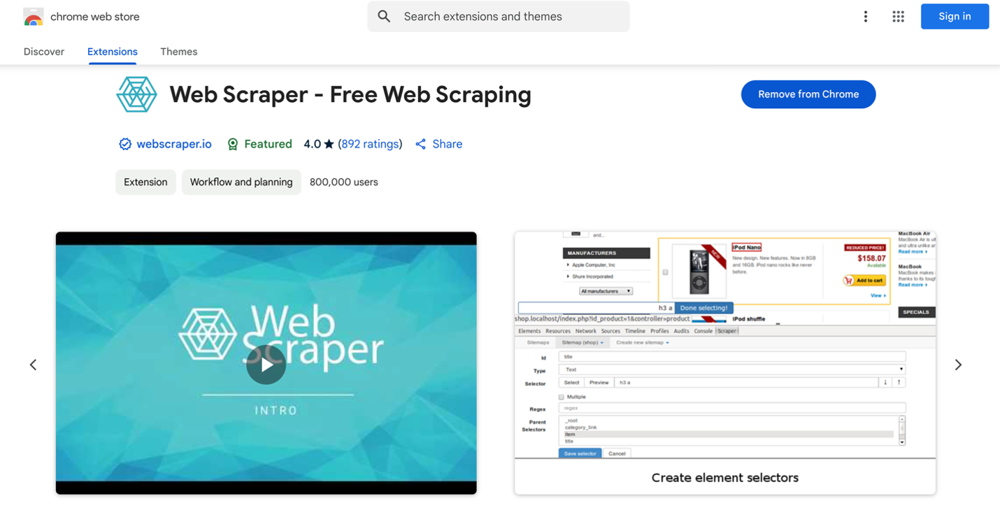 chrome web store
Search extensions and themes
Sign in
Discover Extensions Themes
Web Scraper - Free Web Scraping
Remove from Chrome
webscraper.io Featured 4.0 ★ (892 ratings) Share
Extension Workflow and planning 800,000 users
Web
Scraper
INTRO
and...
MANUFACTURERS
Apple Computer, Inc
Shure Incorporated
All manufacturers
NEW
iPod Nano
New design. New features. Now in 8GB
and 16GB. iPod nano rocks like never
before.
REDUCED PRICE!
$158.07
Available
Add to cart
View
MacBook Air
MacBook Air is ul
and ultra unlike ar
Read more
MacBook
MacBook makes
thanks to its tough
Read more
SPECIALS
h3 a Done selecting!
shop.localhost/index.php?id_product=1&controller=product
iPod shuffle
Elements Resources Network Sources Timeline Profiles Audits Console Scraper
Sitemaps Sitemap (shop) Create new sitemap
Id title
Type Text
Selector Select Preview h3 a ↓ ↑
Multiple
Regex regex
Parent Selectors
_root
category_link
item
title
Save selector Cancel
Create element selectors